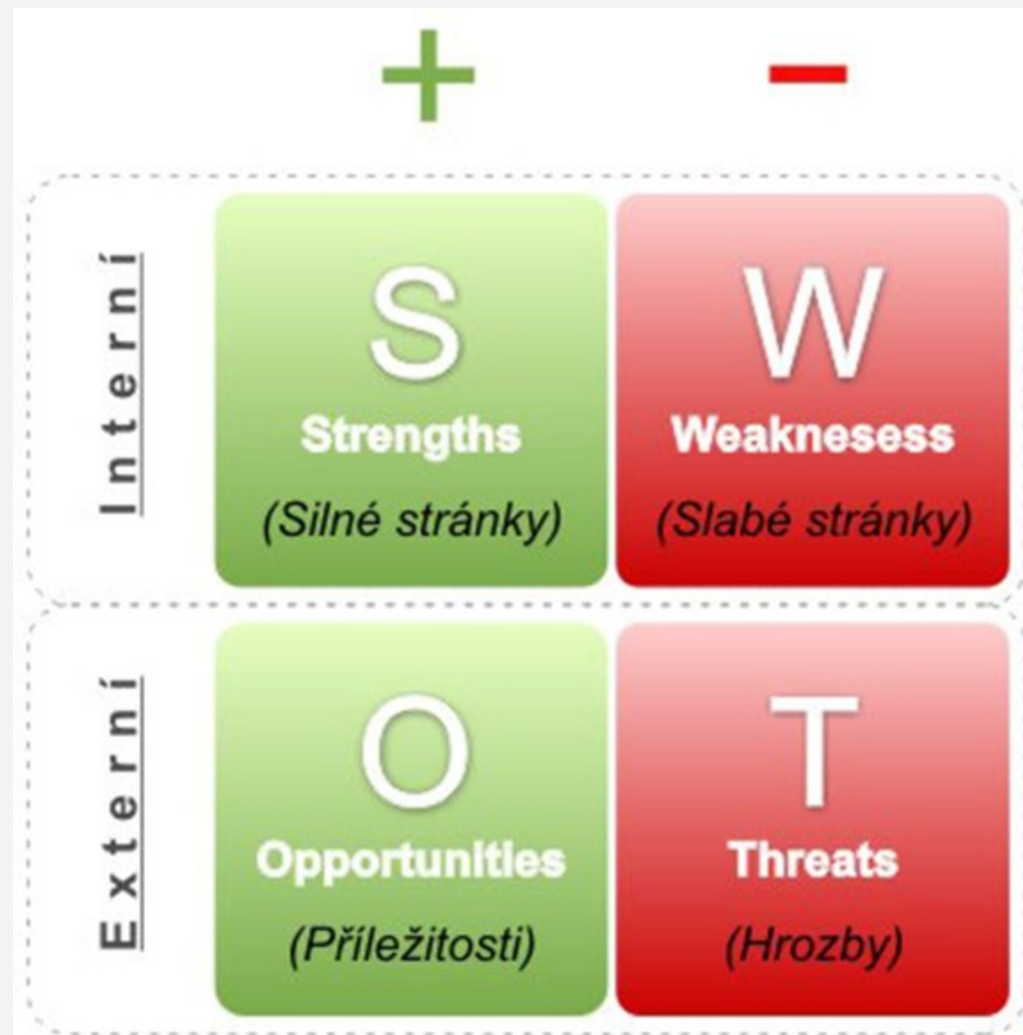 + −
Interní
S
Strengths
(Silné stránky)
W
Weaknesess
(Slabé stránky)
Externí
O
Opportunities
(Příležitosti)
T
Threats
(Hrozby)